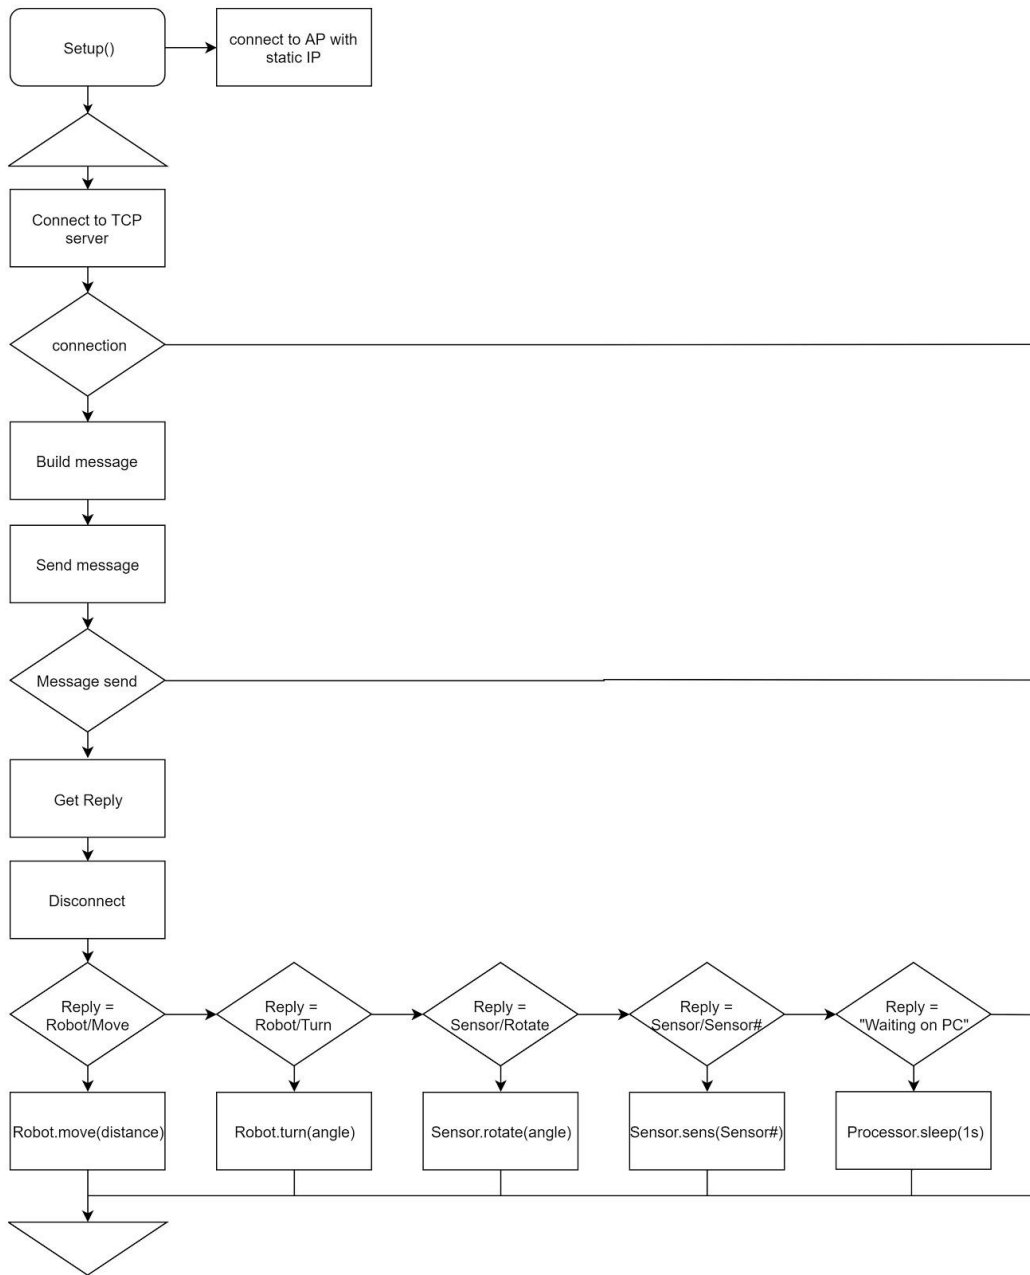 Setup()
connect to AP with
static IP
Connect to TCP
server
connection
Build message
Send message
Message send
Get Reply
Disconnect
Reply =
Robot/Move
Reply =
Robot/Turn
Reply =
Sensor/Rotate
Reply =
Sensor/Sensor#
Reply =
"Waiting on PC"
Robot.move(distance)
Robot.turn(angle)
Sensor.rotate(angle)
Sensor.sens(Sensor#)
Processor.sleep(1s)